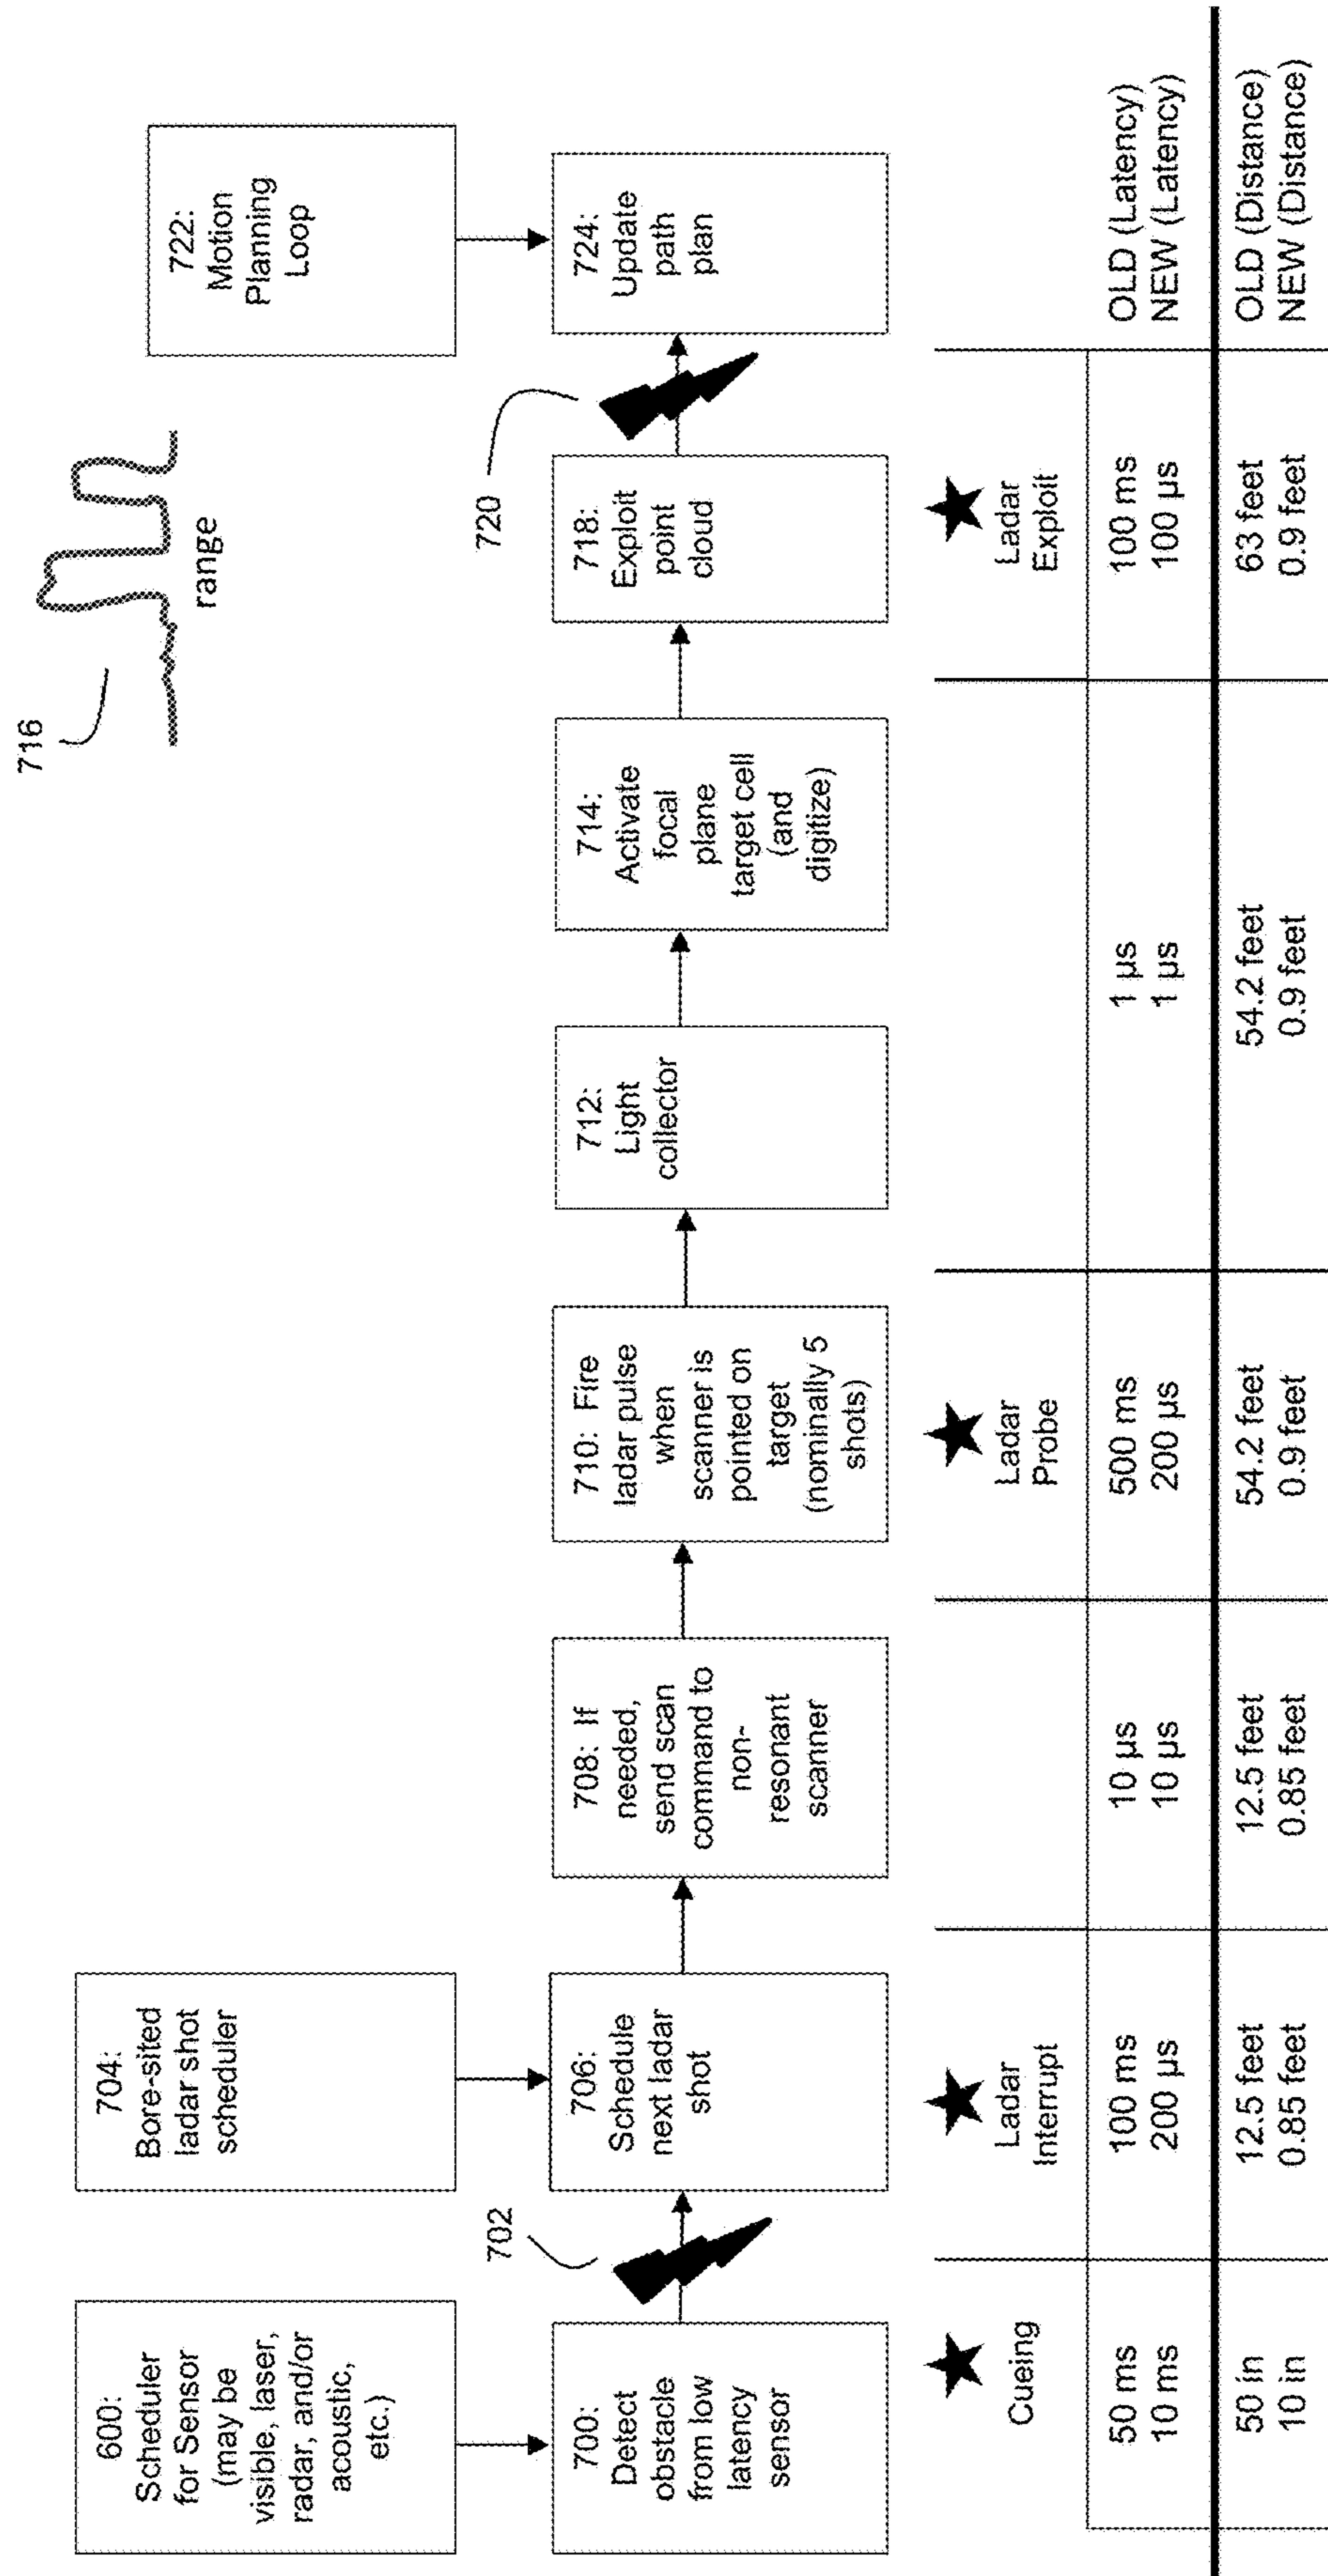 600:
Scheduler
for Sensor
(may be
visible, laser,
radar, and/or
acoustic,
etc.)
704:
Bore-sited
ladar shot
scheduler
716
range
722:
Motion
Planning
Loop
702
720
700:
Detect
obstacle
from low
latency
sensor
706:
Schedule
next ladar
shot
708: If
needed,
send scan
command to
non-
resonant
scanner
710: Fire
ladar pulse
when
scanner is
pointed on
target
(nominally 5
shots)
712:
Light
collector
714:
Activate
focal
plane
target cell
(and
digitize)
718:
Exploit
point
cloud
724:
Update
path
plan
Cueing
Ladar
Interrupt
Ladar
Probe
Ladar
Exploit
50 ms
10 ms
100 ms
200 µs
10 µs
10 µs
500 ms
200 µs
1 µs
1 µs
100 ms
100 µs
OLD (Latency)
NEW (Latency)
50 in
10 in
12.5 feet
0.85 feet
12.5 feet
0.85 feet
54.2 feet
0.9 feet
54.2 feet
0.9 feet
63 feet
0.9 feet
OLD (Distance)
NEW (Distance)